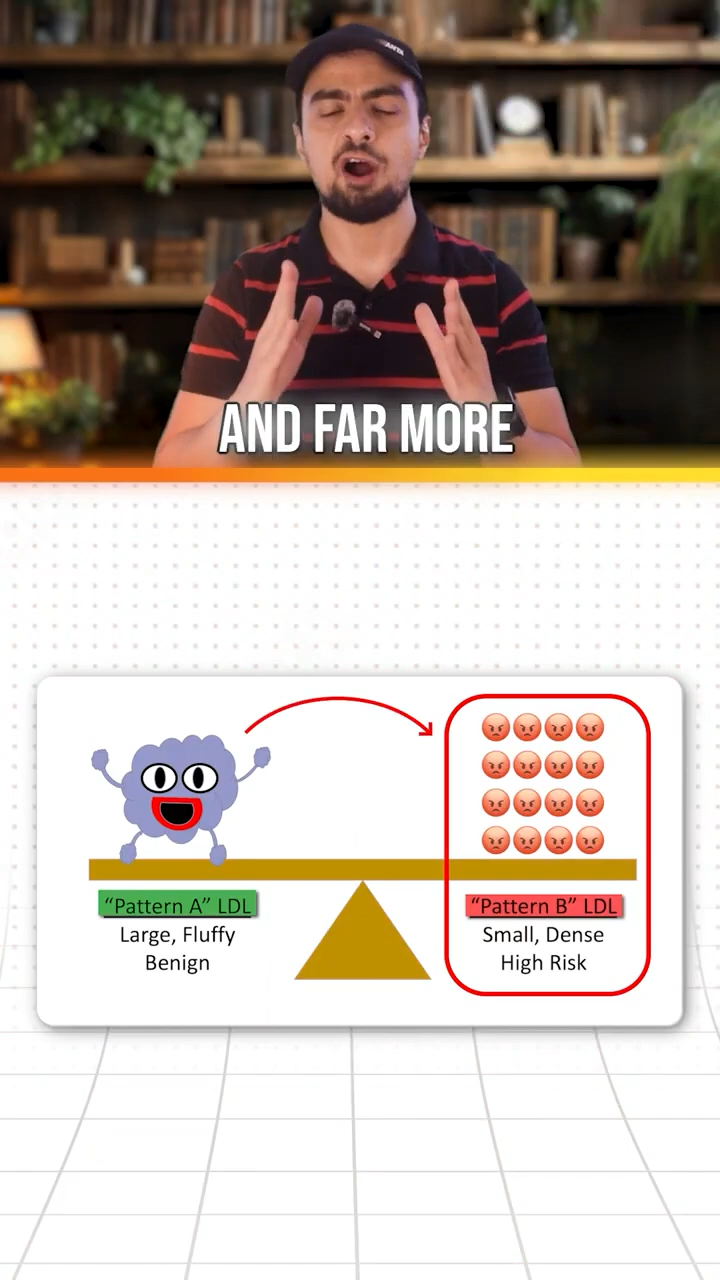 AND FAR MORE
“Pattern A” LDL
Large, Fluffy
Benign
“Pattern B” LDL
Small, Dense
High Risk